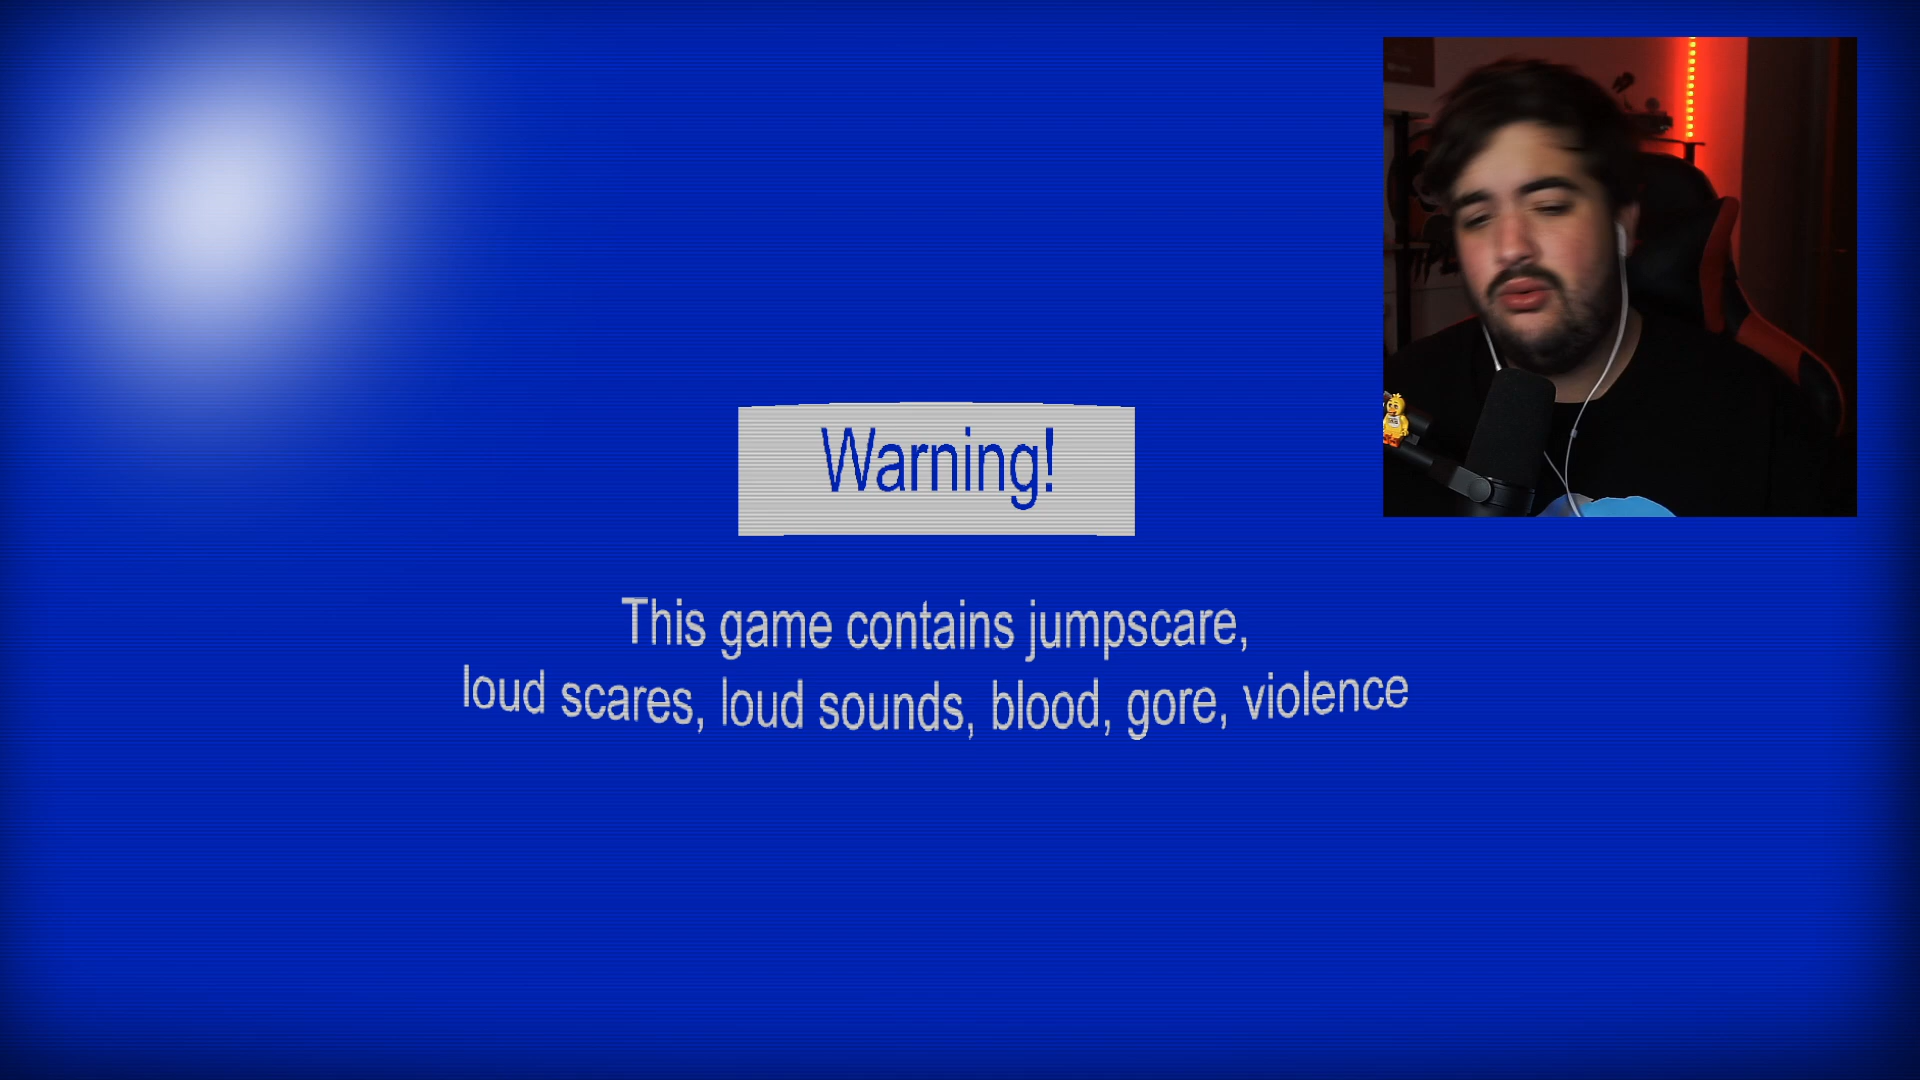 Warning!
This game contains jumpscare,
loud scares, loud sounds, blood, gore, violence